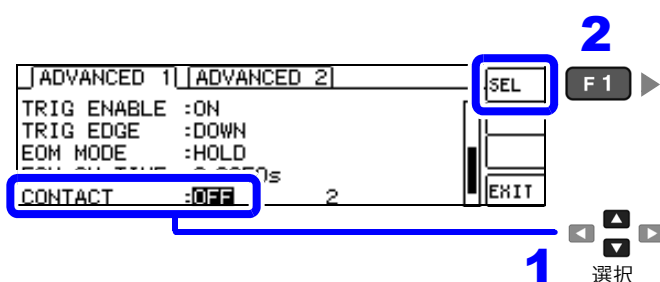 2
ADVANCED 1 ADVANCED 2
SEL
F1
TRIG ENABLE :ON
TRIG EDGE :DOWN
EOM MODE :HOLD
CONTACT :OFF 2
EXIT
1
選択